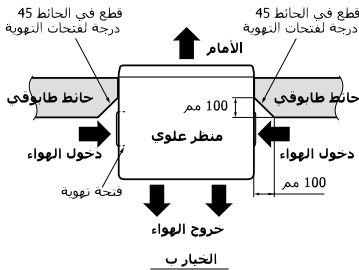 قطع في الحائط 45
درجة لفتحات التهوية
الأمام
قطع في الحائط 45
درجة لفتحات التهوية
حائط طابوقي
100 مم
حائط طابوقي
منظر علوي
دخول الهواء
دخول الهواء
فتحة تهوية
100 مم
خروج الهواء
الخيار ب